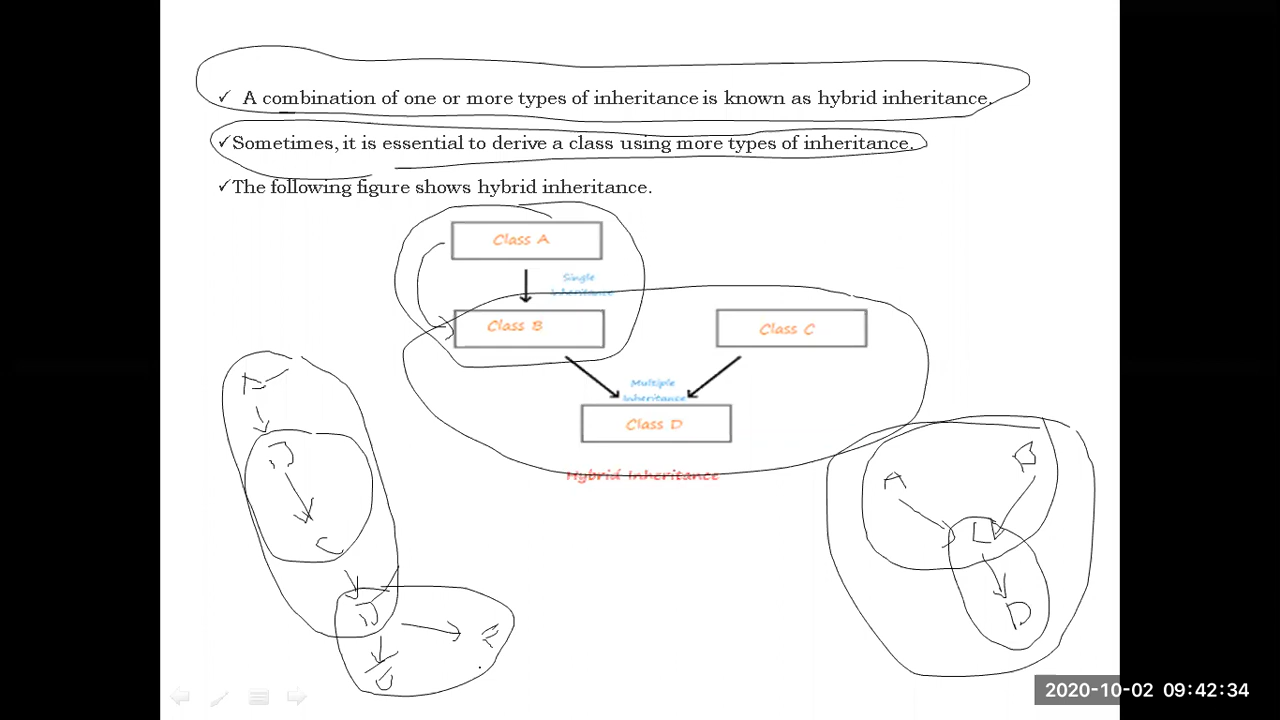 ✓ A combination of one or more types of inheritance is known as hybrid inheritance.
✓Sometimes, it is essential to derive a class using more types of inheritance.
✓The following figure shows hybrid inheritance.
Class A
Single
Inheritance
Class B
Class C
Multiple
Inheritance
Class D
Hybrid Inheritance
A
B
D
D
2020-10-02 09:42:34